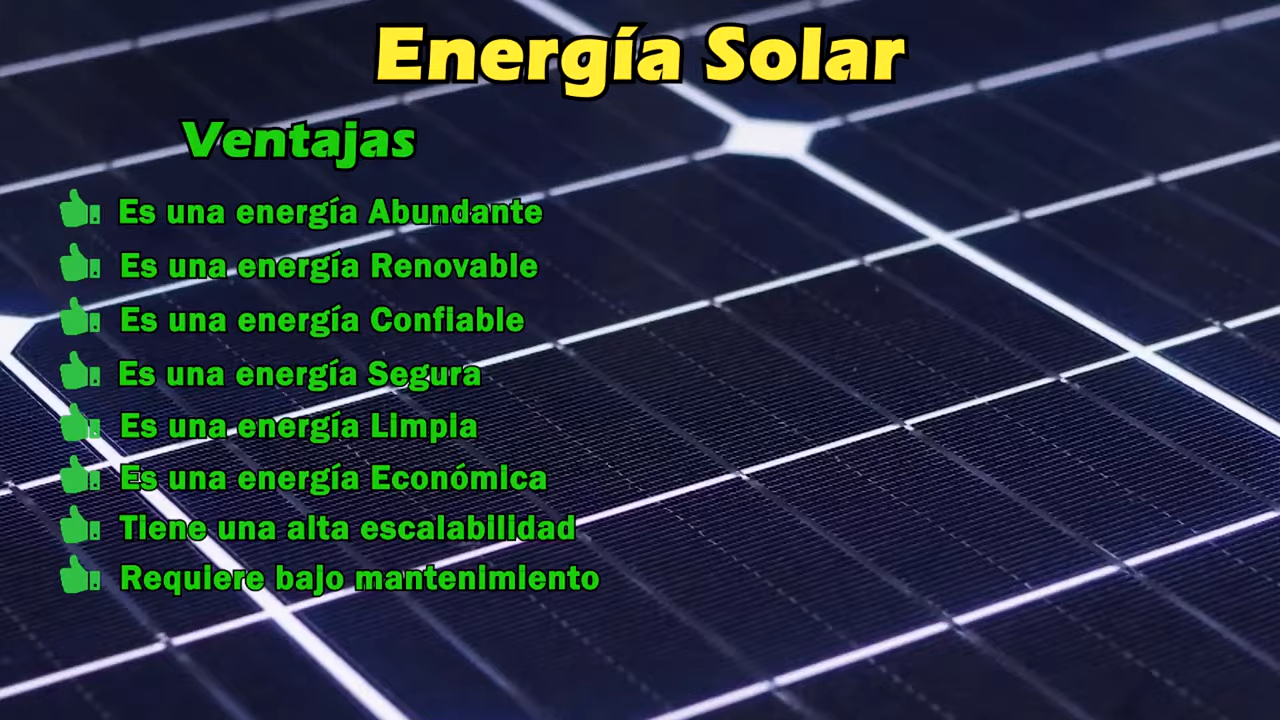 Energía Solar
Ventajas
Es una energía Abundante
Es una energía Renovable
Es una energía Confiable
Es una energía Segura
Es una energía Limpia
Es una energía Económica
Tiene una alta escalabilidad
Requiere bajo mantenimiento